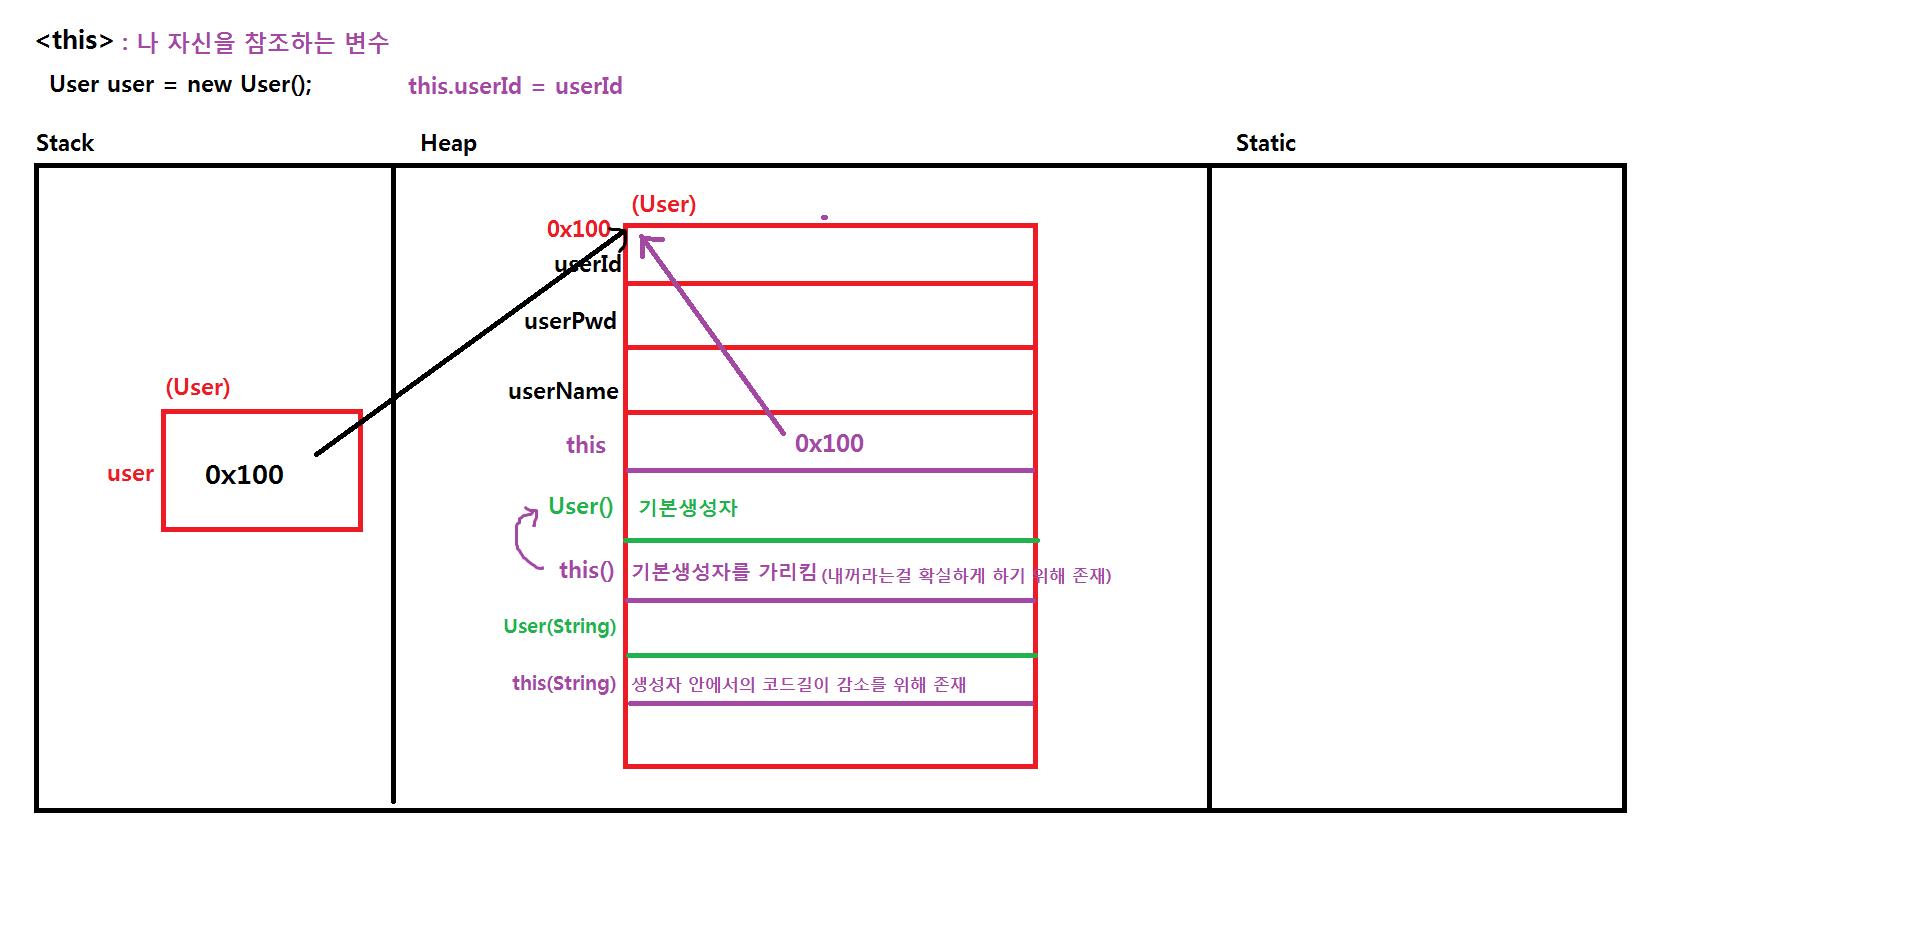 <this> : 나 자신을 참조하는 변수
User user = new User();
this.userId = userId
Stack
Heap
Static
(User)
0x100
userId
userPwd
userName
(User)
this
0x100
user
0x100
User()
기본생성자
this()
기본생성자를 가리킴 (내꺼라는걸 확실하게 하기 위해 존재)
User(String)
this(String)
생성자 안에서의 코드길이 감소를 위해 존재